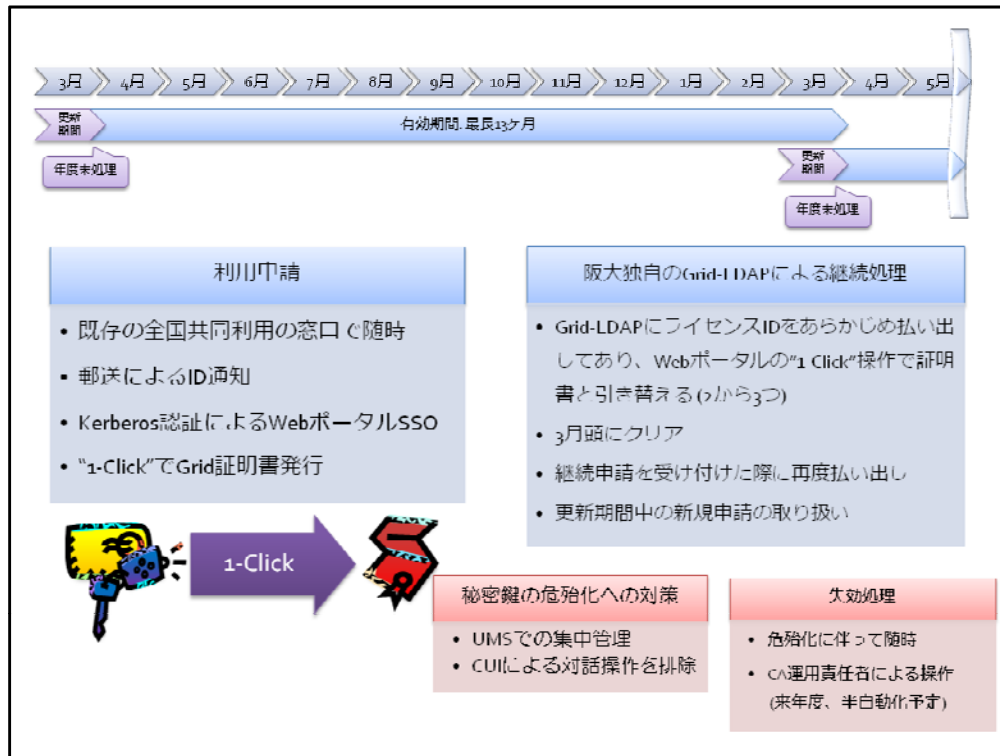 3月 4月 5月 6月 7月 8月 9月 10月 11月 12月 1月 2月 3月 4月 5月
更新
期間
有効期間. 最長13ケ月
年度末処理
更新
期間
年度末処理
利用申請
• 既存の全国共同利用の窓口で随時
• 郵送によるID通知
• Kerberos認証によるWebポータルSSO
• “1-Click”でGrid証明書発行
阪大独自のGrid-LDAPによる継続処理
• Grid-LDAPにライセンスIDをあらかじめ払い出
してあり、Webポータルの“1 Click”操作で証明
書と引き替える (2から3つ)
• 3月頭にクリア
• 継続申請を受け付けた際に再度払い出し
• 更新期間中の新規申請の取り扱い
1-Click
秘密鍵の危殆化への対策
• UMSでの集中管理
• CUIによる対話操作を排除
失効処理
• 危殆化に伴って随時
• CA運用責任者による操作
(来年度、半自動化予定)